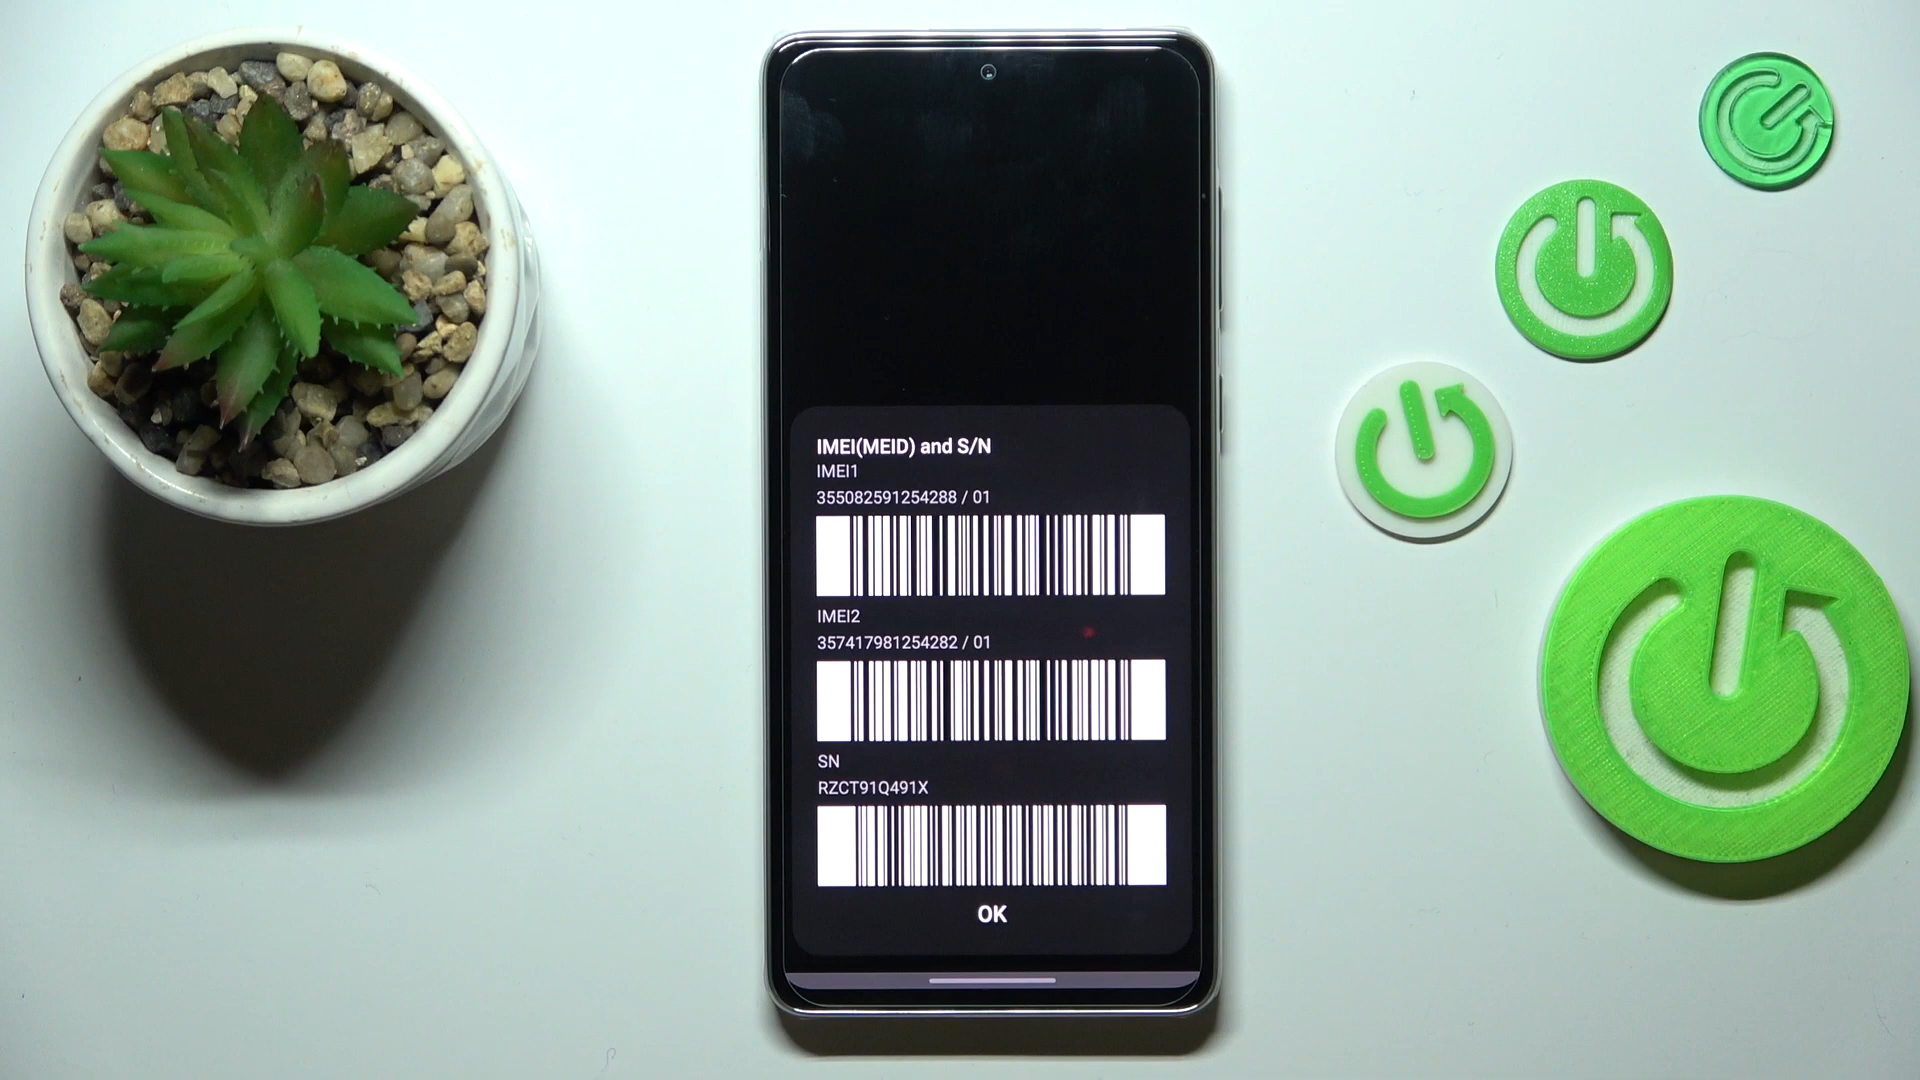 IMEI(MEID) and S/N
IMEI1
355082591254288 / 01
IMEI2
357417981254282 / 01
SN
RZCT91Q491X
OK